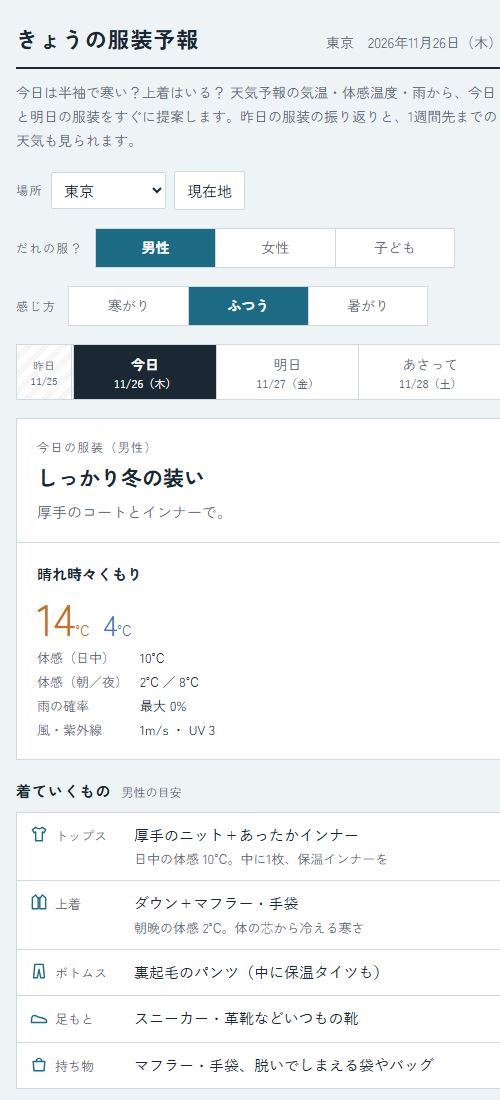 きょうの服装予報
東京 2026年11月26日（木）
今日は半袖で寒い？上着はいる？ 天気予報の気温・体感温度・雨から、今日
と明日の服装をすぐに提案します。昨日の服装の振り返りと、1週間先までの
天気も見られます。
場所 東京 現在地
だれの服？ 男性 女性 子ども
感じ方 寒がり ふつう 暑がり
昨日 今日 明日 あさって
11/25 11/26（木） 11/27（金） 11/28（土）
今日の服装（男性）
しっかり冬の装い
厚手のコートとインナーで。
晴れ時々くもり
14°C 4°C
体感（日中） 10°C
体感（朝／夜） 2°C ／ 8°C
雨の確率 最大 0%
風・紫外線 1m/s ・ UV 3
着ていくもの 男性の目安
トップス 厚手のニット＋あったかインナー
日中の体感 10°C。中に1枚、保温インナーを
上着 ダウン＋マフラー・手袋
朝晩の体感 2°C。体の芯から冷える寒さ
ボトムス 裏起毛のパンツ（中に保温タイツも）
足もと スニーカー・革靴などいつもの靴
持ち物 マフラー・手袋、脱いでしまえる袋やバッグ